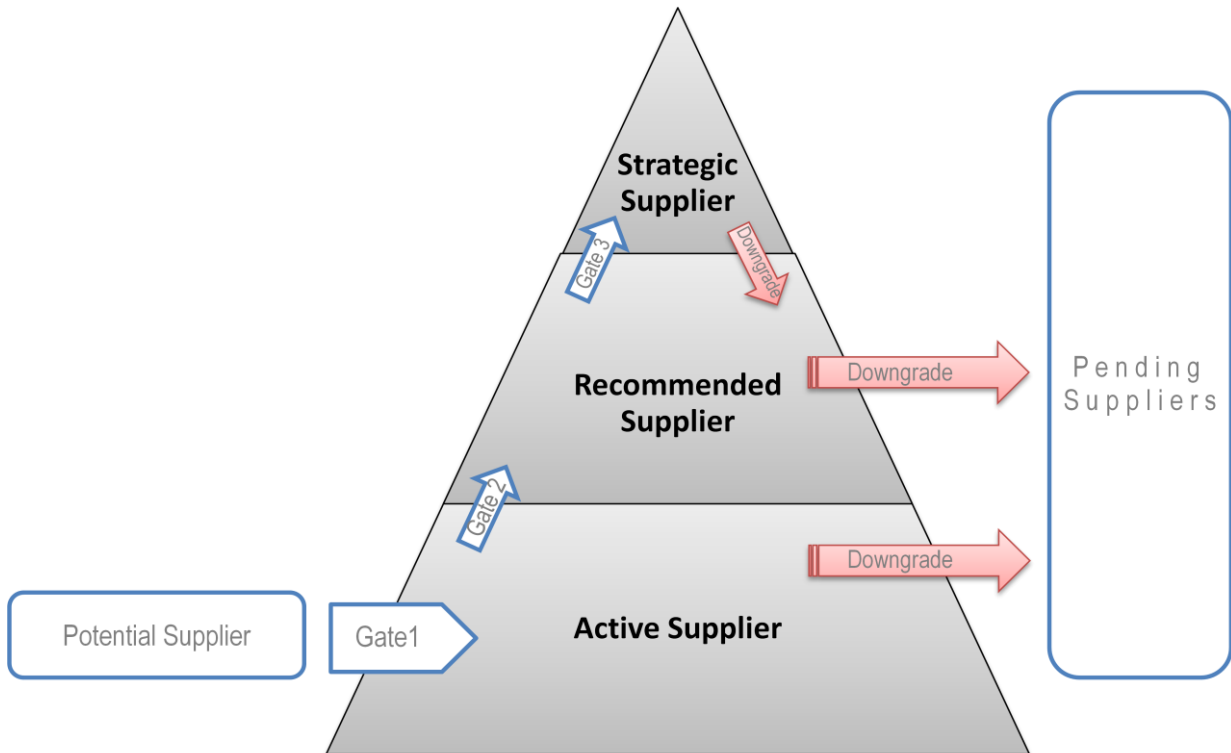 Strategic
Supplier
Gate 3
Downgrade
Recommended
Supplier
Downgrade
Pending
Suppliers
Gate 2
Downgrade
Potential Supplier
Gate1
Active Supplier